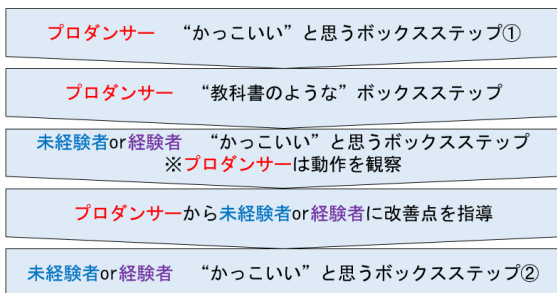 プロダンサー　“かっこいい”と思うボックスステップ①
プロダンサー　“教科書のような”ボックスステップ
未経験者or経験者　“かっこいい”と思うボックスステップ
※プロダンサーは動作を観察
プロダンサーから未経験者or経験者に改善点を指導
未経験者or経験者　“かっこいい”と思うボックスステップ②